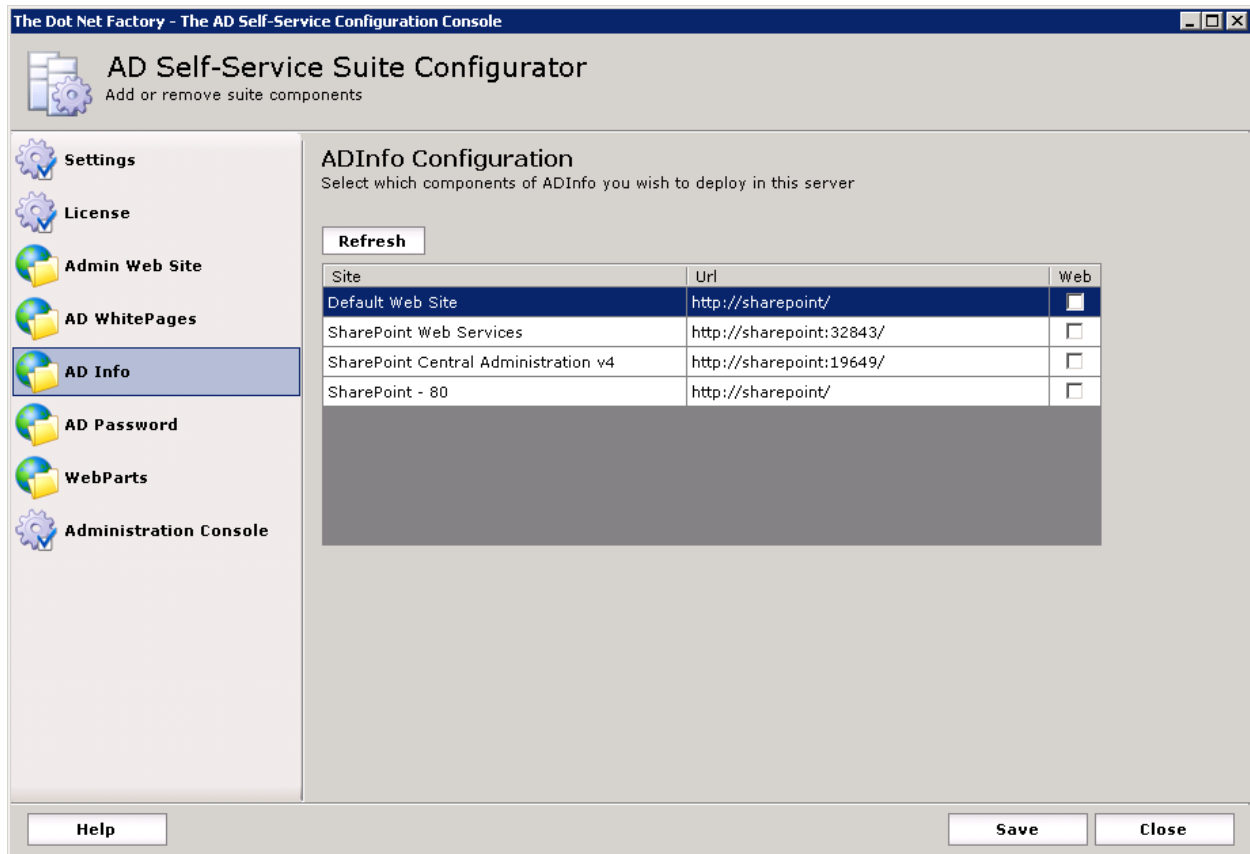 The Dot Net Factory - The AD Self-Service Configuration Console
AD Self-Service Suite Configurator
Add or remove suite components
Settings
License
Admin Web Site
AD WhitePages
AD Info
AD Password
WebParts
Administration Console
ADInfo Configuration
Select which components of ADInfo you wish to deploy in this server
Refresh
Site Url Web
Default Web Site http://sharepoint/
SharePoint Web Services http://sharepoint:32843/
SharePoint Central Administration v4 http://sharepoint:19649/
SharePoint - 80 http://sharepoint/
Help Save Close